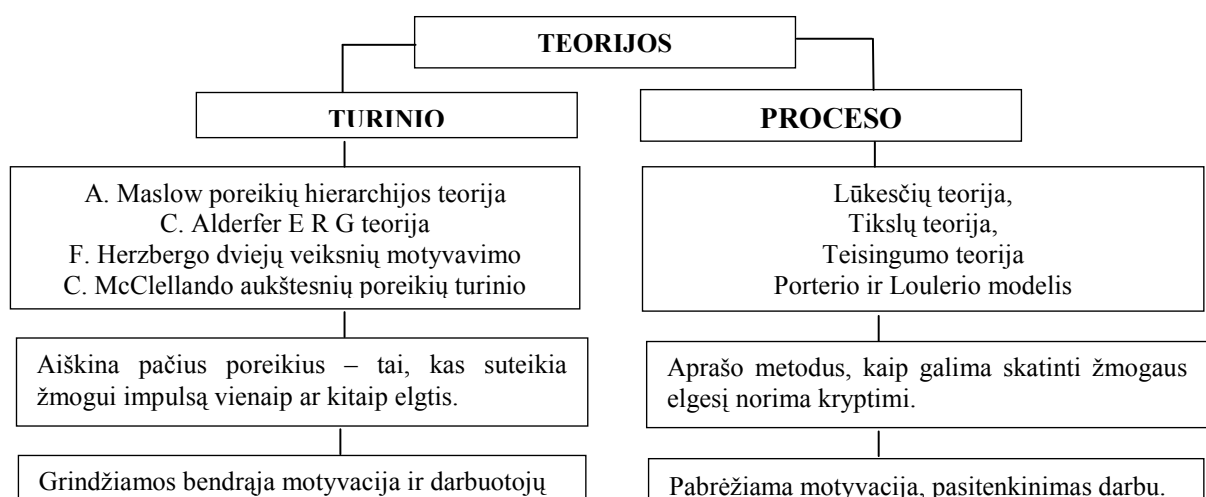 TEORIJOS
TURINIO
PROCESO
A. Maslow poreikių hierarchijos teorija
C. Alderfer E R G teorija
F. Herzbergo dviejų veiksnių motyvavimo
C. McClellando aukštesnių poreikių turinio
Lūkesčių teorija,
Tikslų teorija,
Teisingumo teorija
Porterio ir Loulerio modelis
Aiškina pačius poreikius – tai, kas suteikia
žmogui impulsą vienaip ar kitaip elgtis.
Aprašo metodus, kaip galima skatinti žmogaus
elgesį norima kryptimi.
Grindžiamos bendrąja motyvacija ir darbuotojų
Pabrėžiama motyvacija, pasitenkinimas darbu.